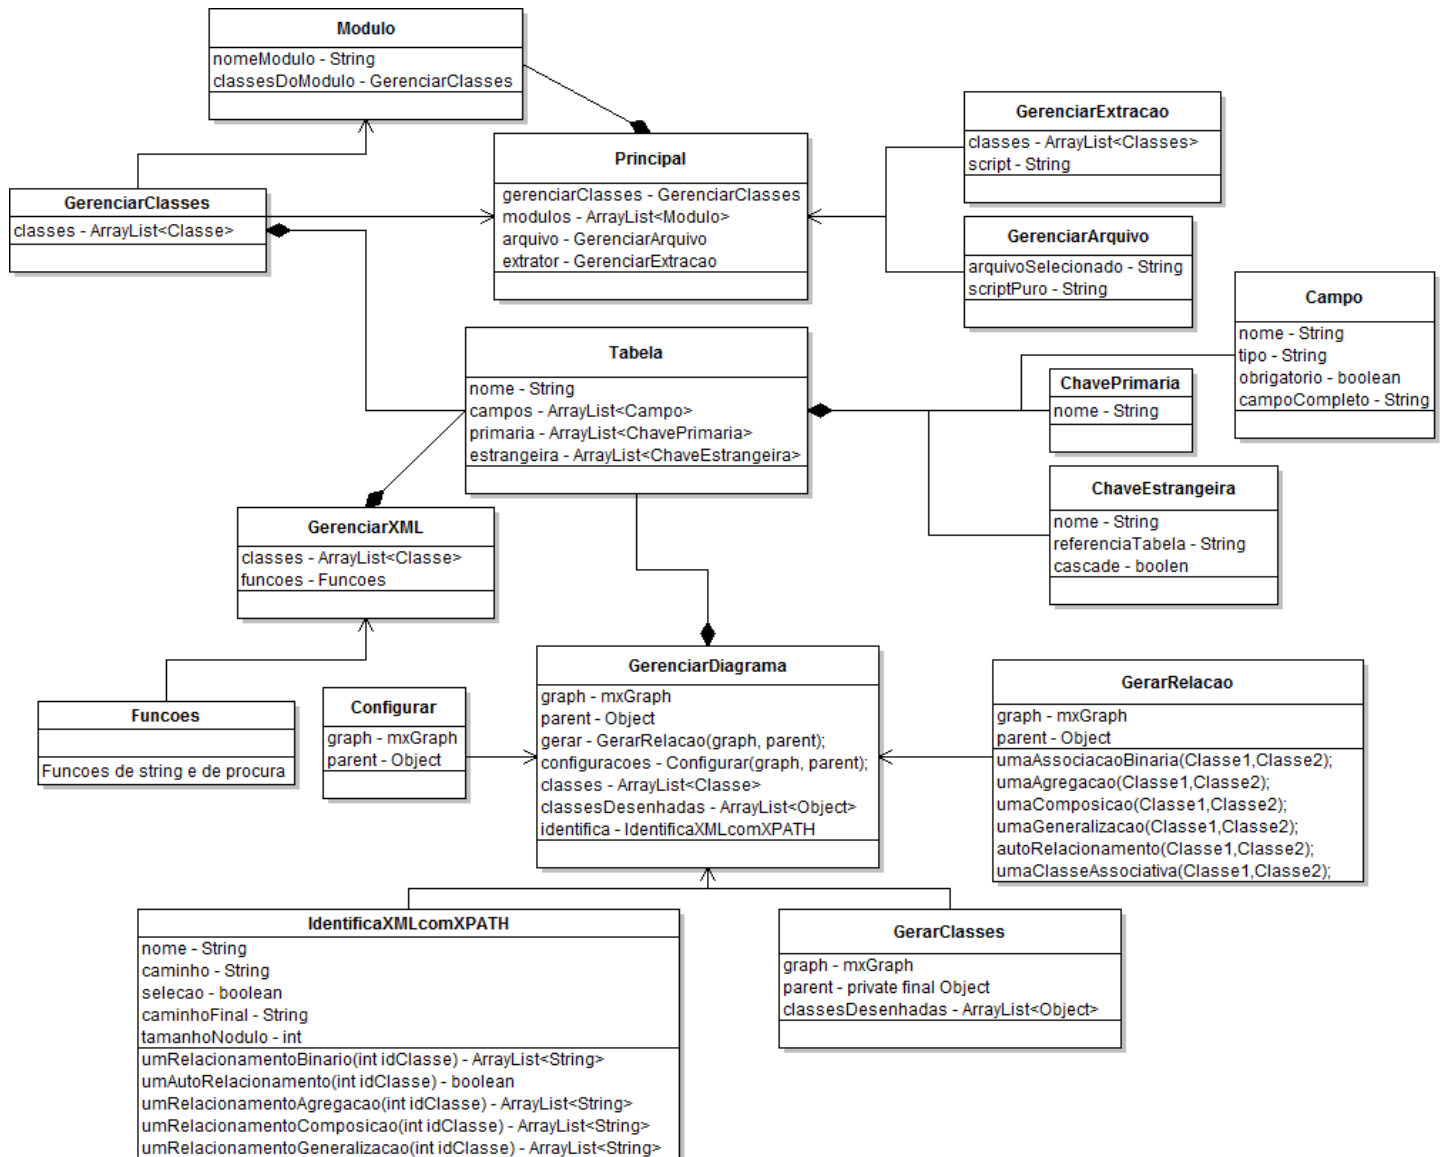 Modulo
nomeModulo - String
classesDoModulo - GerenciarClasses
GerenciarExtracao
classes - ArrayList<Classes>
script - String
Principal
gerenciarClasses - GerenciarClasses
modulos - ArrayList<Modulo>
arquivo - GerenciarArquivo
extrator - GerenciarExtracao
GerenciarClasses
classes - ArrayList<Classe>
GerenciarArquivo
arquivoSelecionado - String
scriptPuro - String
Campo
nome - String
tipo - String
obrigatorio - boolean
campoCompleto - String
Tabela
nome - String
campos - ArrayList<Campo>
primaria - ArrayList<ChavePrimaria>
estrangeira - ArrayList<ChaveEstrangeira>
ChavePrimaria
nome - String
ChaveEstrangeira
nome - String
referenciaTabela - String
cascade - boolen
GerenciarXML
classes - ArrayList<Classe>
funcoes - Funcoes
Funcoes
Funcoes de string e de procura
Configurar
graph - mxGraph
parent - Object
GerenciarDiagrama
graph - mxGraph
parent - Object
gerar - GerarRelacao(graph, parent);
configuracoes - Configurar(graph, parent);
classes - ArrayList<Classe>
classesDesenhadas - ArrayList<Object>
identifica - IdentificaXMLcomXPATH
GerarRelacao
graph - mxGraph
parent - Object
umaAssociacaoBinaria(Classe1,Classe2);
umaAgregacao(Classe1,Classe2);
umaComposicao(Classe1,Classe2);
umaGeneralizacao(Classe1,Classe2);
autoRelacionamento(Classe1,Classe2);
umaClasseAssociativa(Classe1,Classe2);
IdentificaXMLcomXPATH
nome - String
caminho - String
selecao - boolean
caminhoFinal - String
tamanhoNodulo - int
umRelacionamentoBinario(int idClasse) - ArrayList<String>
umAutoRelacionamento(int idClasse) - boolean
umRelacionamentoAgregacao(int idClasse) - ArrayList<String>
umRelacionamentoComposicao(int idClasse) - ArrayList<String>
umRelacionamentoGeneralizacao(int idClasse) - ArrayList<String>
GerarClasses
graph - mxGraph
parent - private final Object
classesDesenhadas - ArrayList<Object>